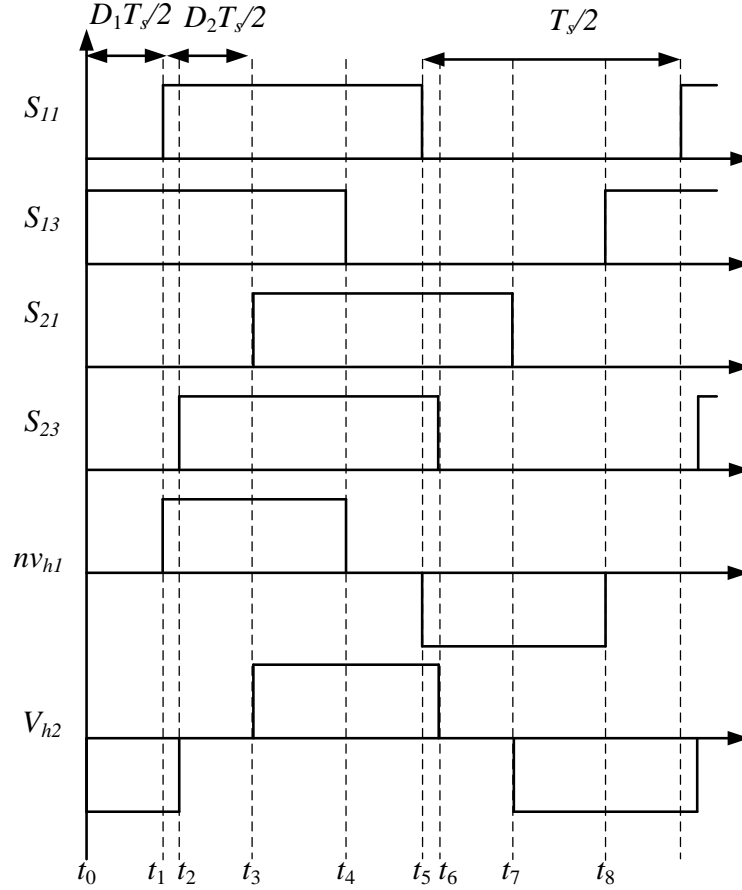 D₁Tₛ/2 D₂Tₛ/2 Tₛ/2
S₁₁
S₁₃
S₂₁
S₂₃
nvₕ₁
Vₕ₂
t₀ t₁ t₂ t₃ t₄ t₅ t₆ t₇ t₈